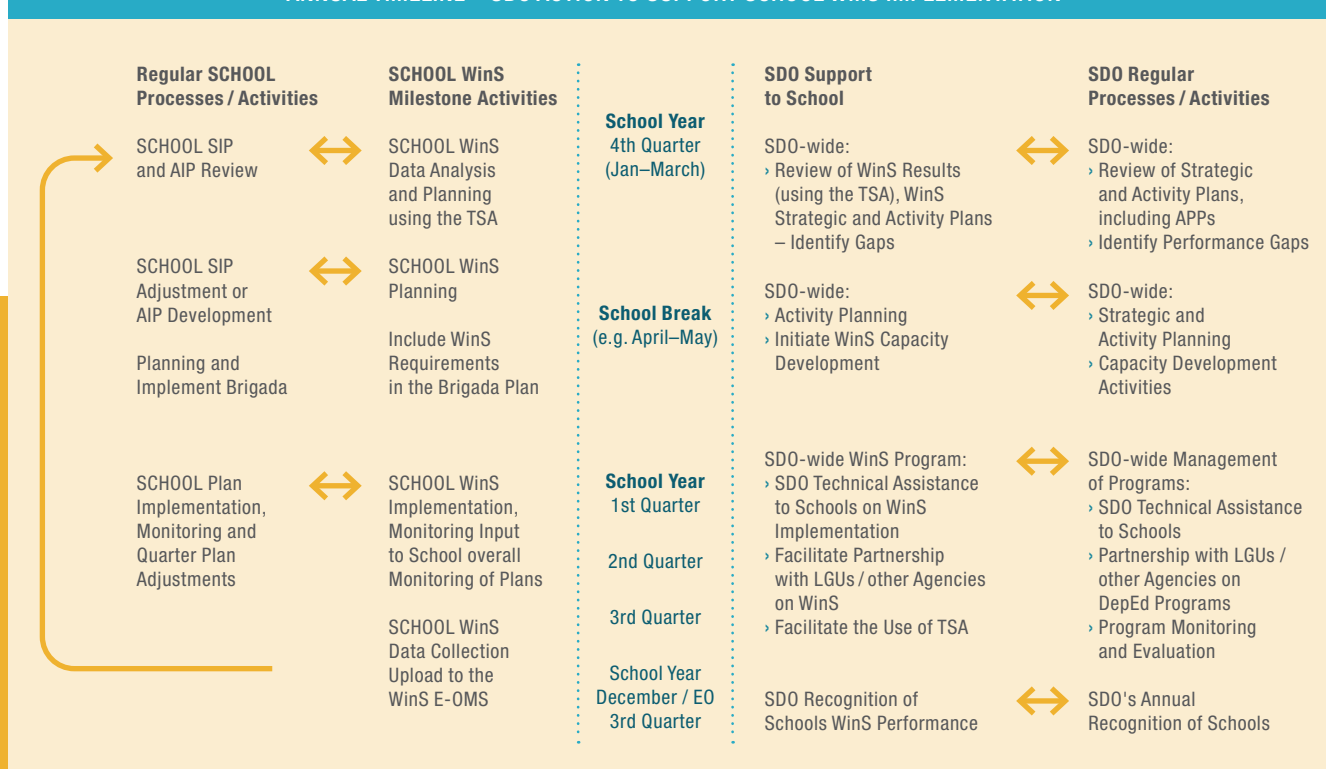 Regular SCHOOL
Processes / Activities
SCHOOL SIP
and AIP Review
SCHOOL SIP
Adjustment or
AIP Development
Planning and
Implement Brigada
SCHOOL Plan
Implementation,
Monitoring and
Quarter Plan
Adjustments
SCHOOL WinS
Milestone Activities
SCHOOL WinS
Data Analysis
and Planning
using the TSA
SCHOOL WinS
Planning
Include WinS
Requirements
in the Brigada Plan
SCHOOL WinS
Implementation,
Monitoring Input
to School overall
Monitoring of Plans
SCHOOL WinS
Data Collection
Upload to the
WinS E-OMS
School Year
4th Quarter
(Jan–March)
School Break
(e.g. April–May)
School Year
1st Quarter
2nd Quarter
3rd Quarter
School Year
December / EO
3rd Quarter
SDO Support
to School
SDO-wide:
› Review of WinS Results
(using the TSA), WinS
Strategic and Activity Plans
– Identify Gaps
SDO-wide:
› Activity Planning
› Initiate WinS Capacity
Development
SDO-wide WinS Program:
› SDO Technical Assistance
to Schools on WinS
Implementation
› Facilitate Partnership
with LGUs / other Agencies
on WinS
› Facilitate the Use of TSA
SDO Recognition of
Schools WinS Performance
SDO Regular
Processes / Activities
SDO-wide:
› Review of Strategic
and Activity Plans,
including APPs
› Identify Performance Gaps
SDO-wide:
› Strategic and
Activity Planning
› Capacity Development
Activities
SDO-wide Management
of Programs:
› SDO Technical Assistance
to Schools
› Partnership with LGUs /
other Agencies on
DepEd Programs
› Program Monitoring
and Evaluation
SDO's Annual
Recognition of Schools